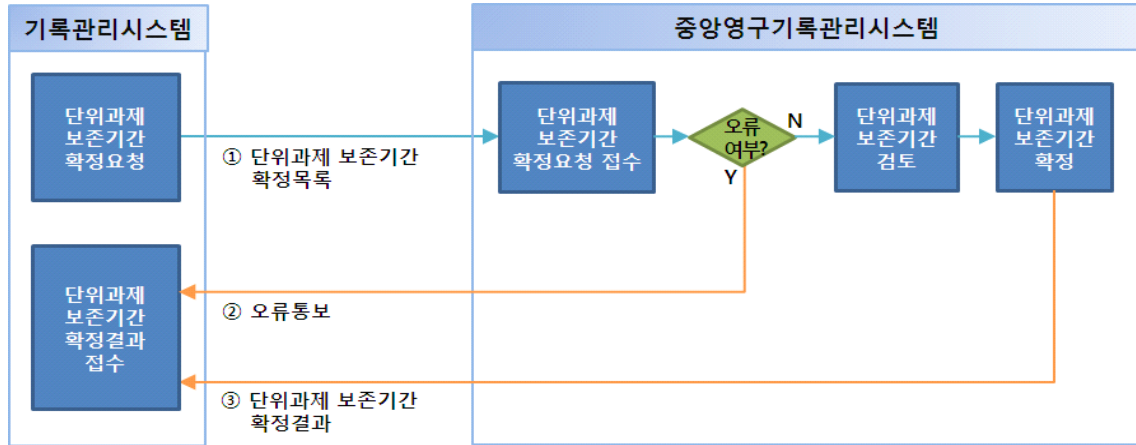 기록관리시스템
중앙영구기록관리시스템
단위과제
보존기간
확정요청
① 단위과제 보존기간
확정목록
단위과제
보존기간
확정요청 접수
오류
여부?
N
Y
단위과제
보존기간
검토
단위과제
보존기간
확정
단위과제
보존기간
확정결과
접수
② 오류통보
③ 단위과제 보존기간
확정결과